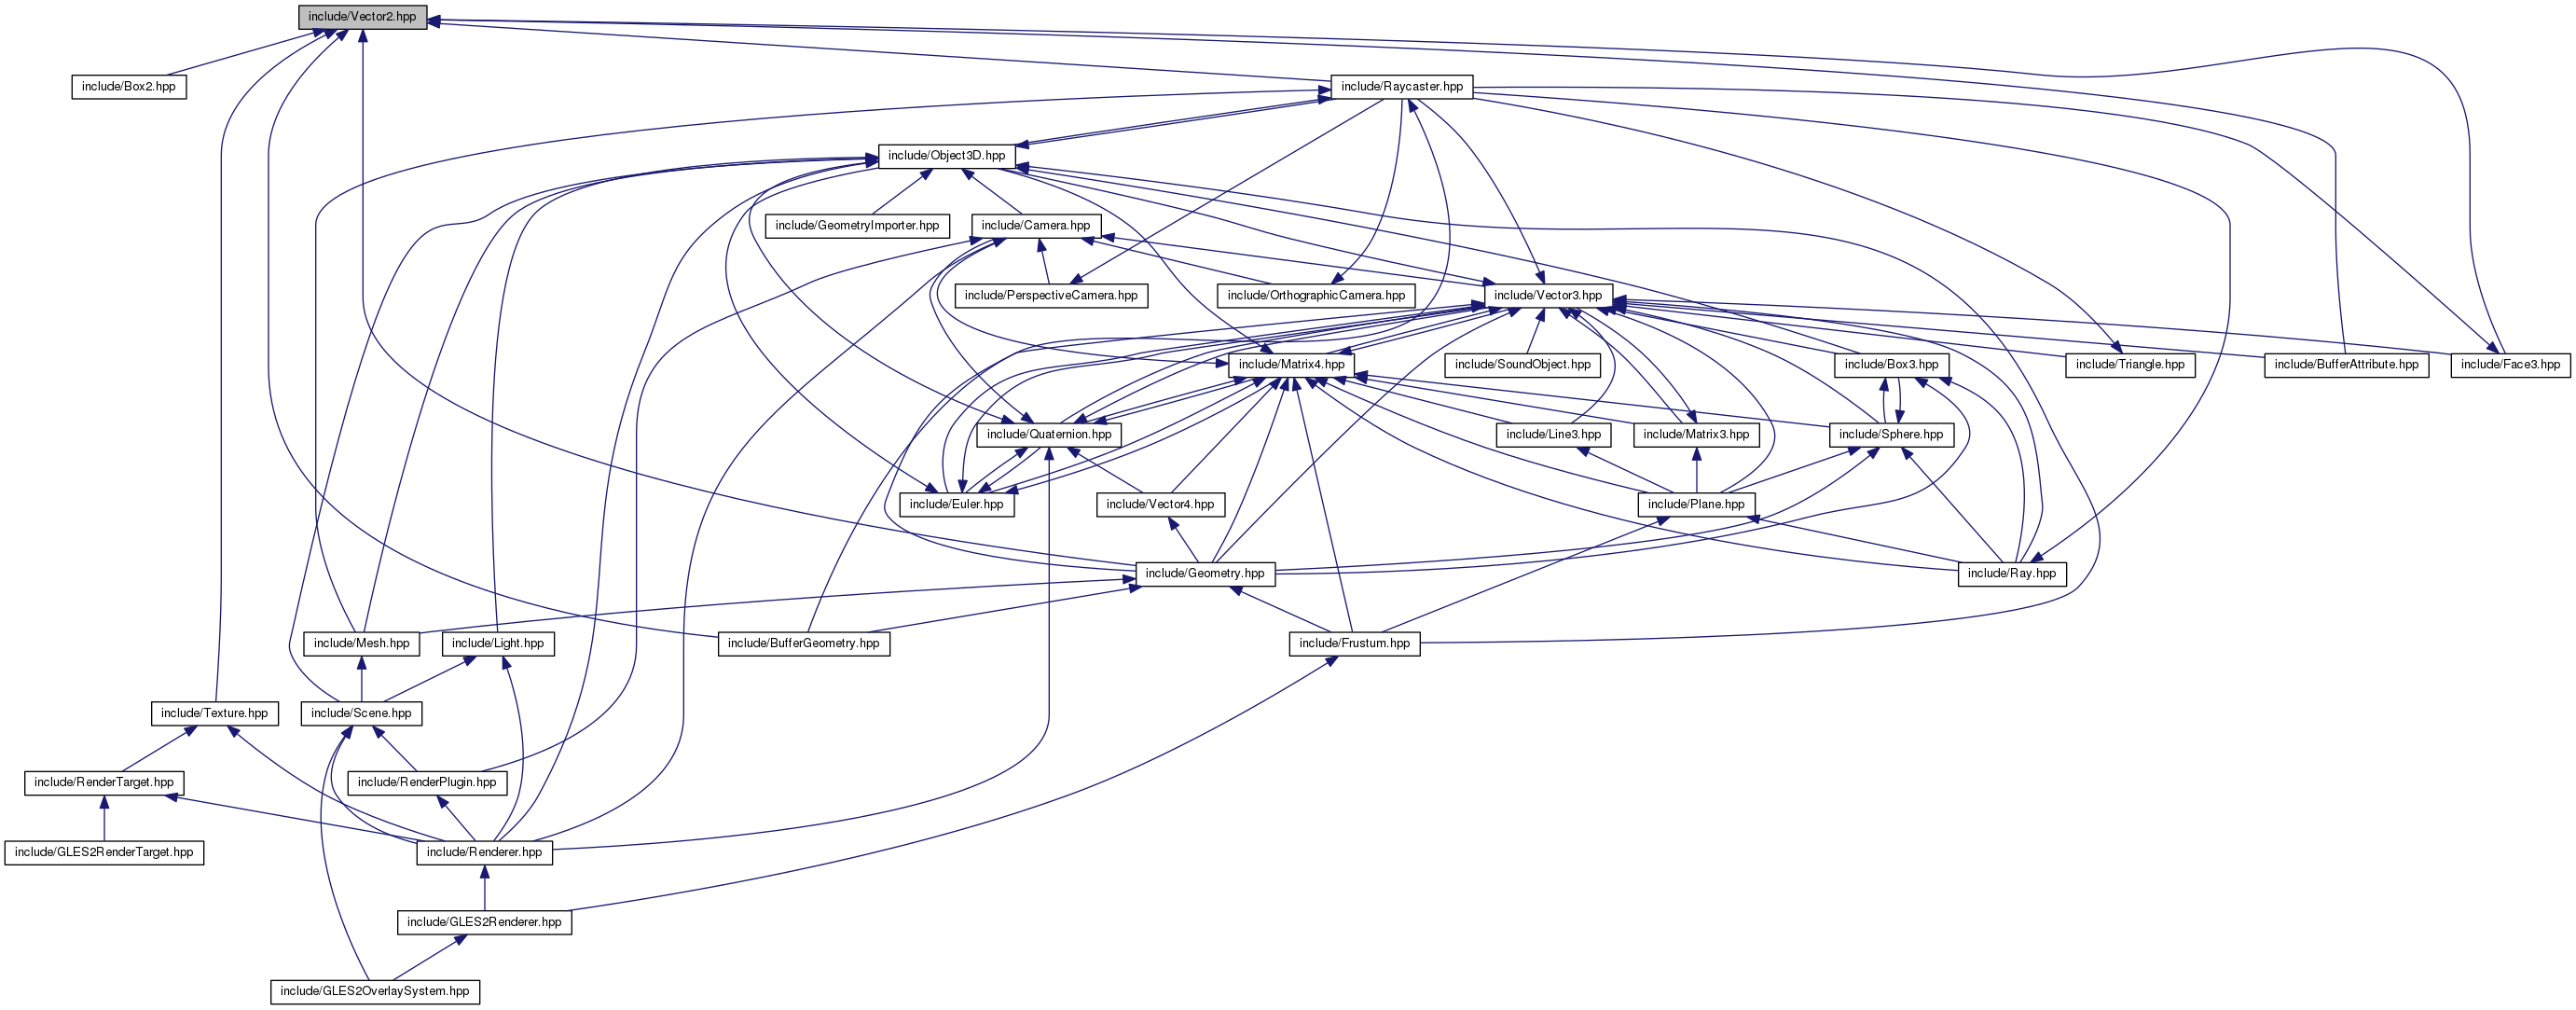 include/Vector2.hpp
include/Box2.hpp
include/Raycaster.hpp
include/Object3D.hpp
include/GeometryImporter.hpp
include/Camera.hpp
include/PerspectiveCamera.hpp
include/OrthographicCamera.hpp
include/Vector3.hpp
include/Matrix4.hpp
include/SoundObject.hpp
include/Box3.hpp
include/Triangle.hpp
include/BufferAttribute.hpp
include/Face3.hpp
include/Quaternion.hpp
include/Line3.hpp
include/Matrix3.hpp
include/Sphere.hpp
include/Euler.hpp
include/Vector4.hpp
include/Plane.hpp
include/Geometry.hpp
include/Ray.hpp
include/Mesh.hpp
include/Light.hpp
include/BufferGeometry.hpp
include/Frustum.hpp
include/Texture.hpp
include/Scene.hpp
include/RenderTarget.hpp
include/RenderPlugin.hpp
include/GLES2RenderTarget.hpp
include/Renderer.hpp
include/GLES2Renderer.hpp
include/GLES2OverlaySystem.hpp